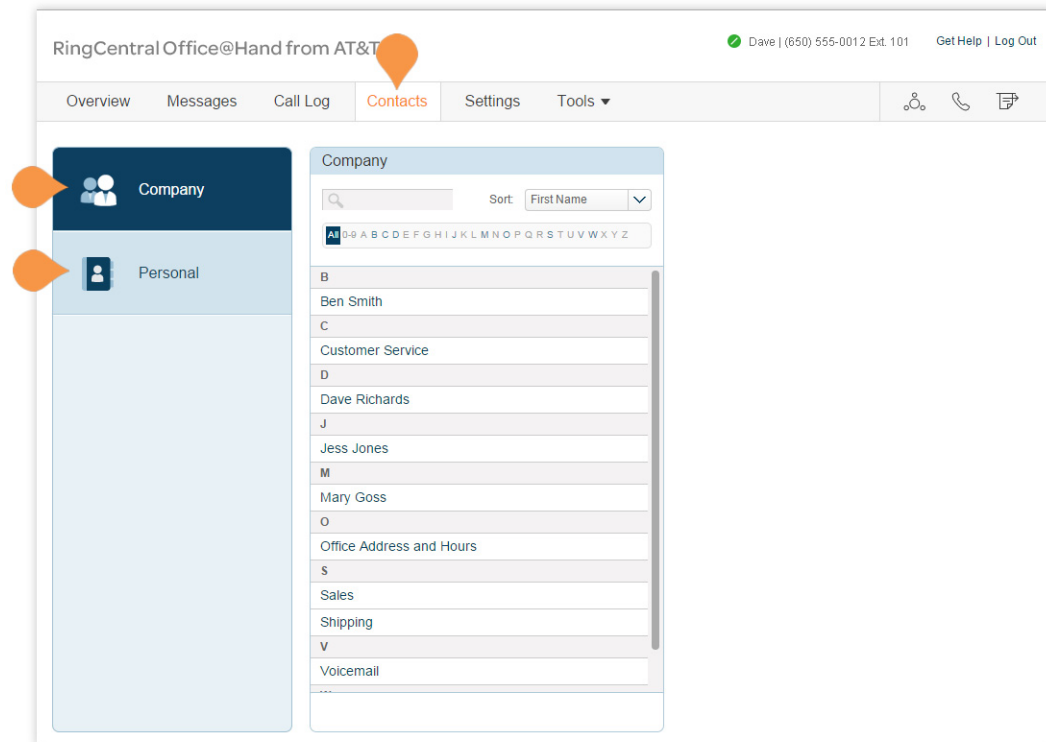 RingCentral Office@Hand from AT&T
Dave | (650) 555-0012 Ext. 101 Get Help | Log Out
Overview Messages Call Log Contacts Settings Tools
Company
Personal
Company
Sort: First Name
All 0-9 A B C D E F G H I J K L M N O P Q R S T U V W X Y Z
B
Ben Smith
C
Customer Service
D
Dave Richards
J
Jess Jones
M
Mary Goss
O
Office Address and Hours
S
Sales
Shipping
V
Voicemail